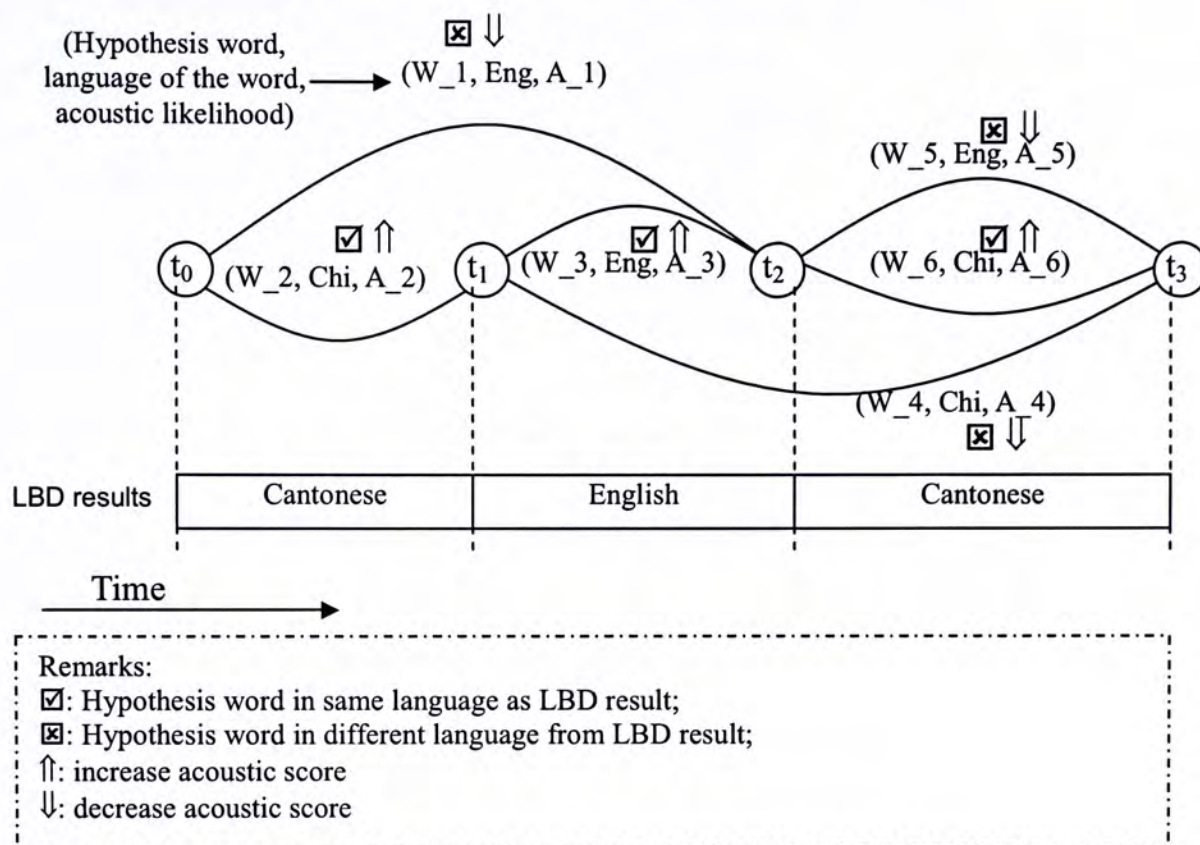 (Hypothesis word,
language of the word,
acoustic likelihood)
☒ ⇓
(W_1, Eng, A_1)
☒ ⇓
(W_5, Eng, A_5)
☑ ⇑
(W_2, Chi, A_2)
☑ ⇑
(W_3, Eng, A_3)
☑ ⇑
(W_6, Chi, A_6)
t0
t1
t2
t3
(W_4, Chi, A_4)
☒ ⇓
LBD results
Cantonese
English
Cantonese
Time
Remarks:
☑: Hypothesis word in same language as LBD result;
☒: Hypothesis word in different language from LBD result;
⇑: increase acoustic score
⇓: decrease acoustic score